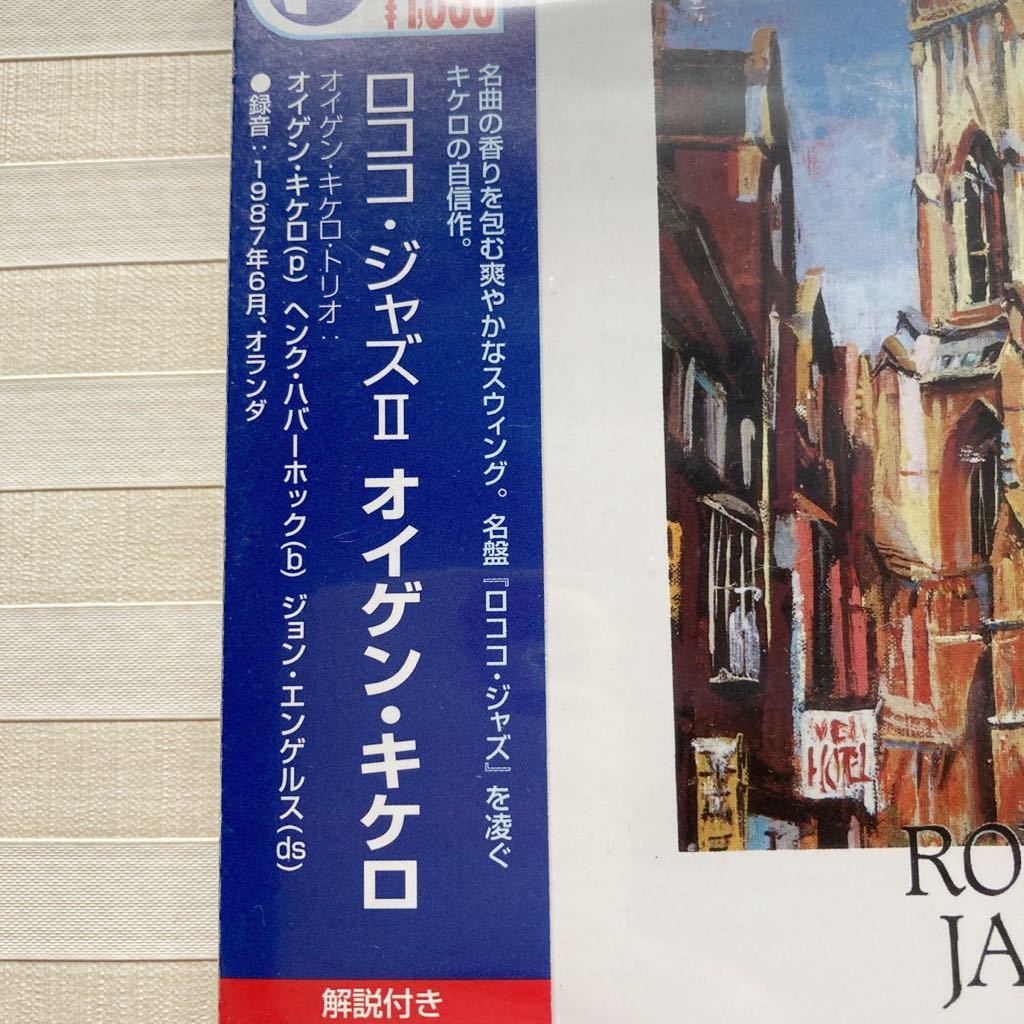 名曲の香りを包む爽やかなスウィング。名盤『ロココ・ジャズ』を凌ぐ
キケロの自信作。
ロココ・ジャズⅡ オイゲン・キケロ
オイゲン・キケロ・トリオ：
オイゲン・キケロ(p) ヘンク・ハバーホック(b) ジョン・エンゲルス(ds)
●録音：1987年6月、オランダ
解説付き
HOTEL
RO
JA